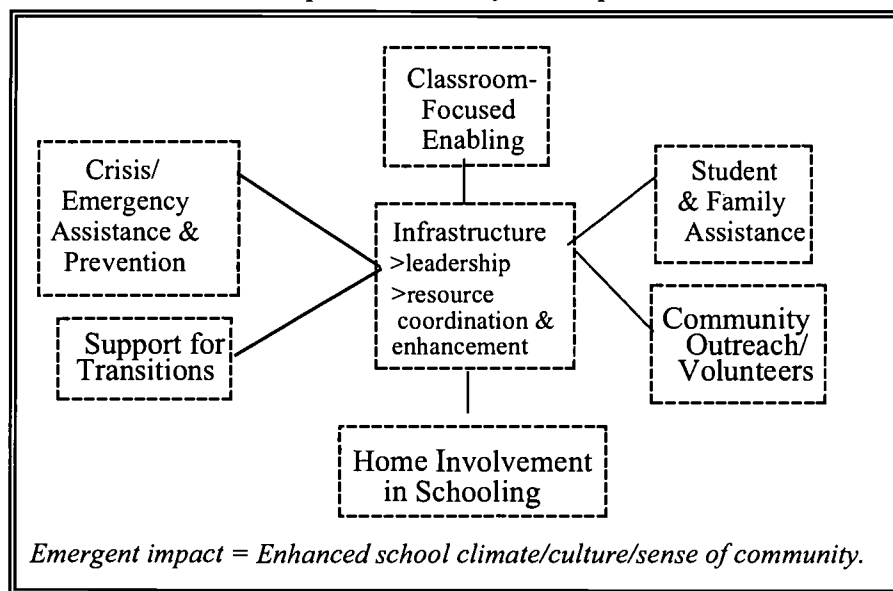 Classroom-
Focused
Enabling
Crisis/
Emergency
Assistance &
Prevention
Student
& Family
Assistance
Infrastructure
>leadership
>resource
coordination &
enhancement
Support for
Transitions
Community
Outreach/
Volunteers
Home Involvement
in Schooling
Emergent impact = Enhanced school climate/culture/sense of community.